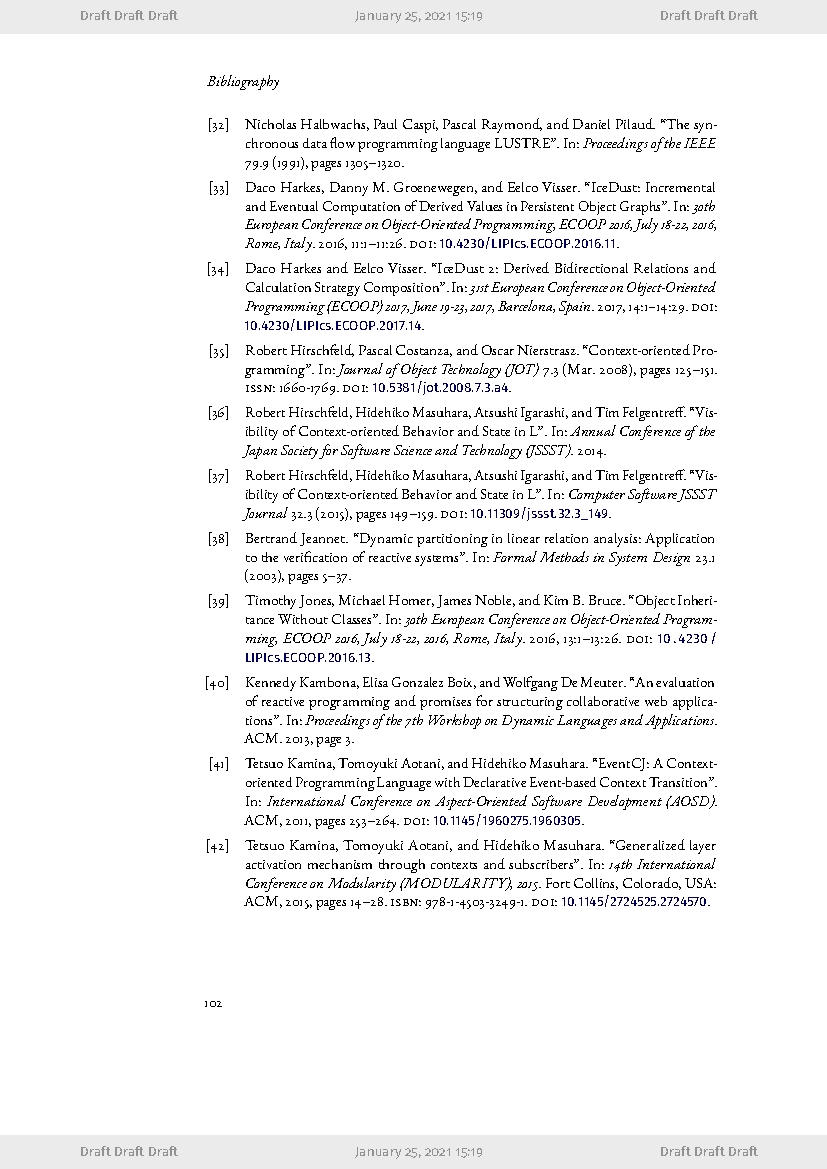 Draft Draft Draft January 25, 2021 15:19 Draft Draft Draft
Bibliography
[32] Nicholas Halbwachs, Paul Caspi, Pascal Raymond, and Daniel Pilaud. “The syn-
chronous data flow programming language LUSTRE”. In: Proceedings of the IEEE
79.9 (1991), pages 1305–1320.
[33] Daco Harkes, Danny M. Groenewegen, and Eelco Visser. “IceDust: Incremental
and Eventual Computation of Derived Values in Persistent Object Graphs”. In: 30th
European Conference on Object-Oriented Programming, ECOOP 2016, July 18-22, 2016,
Rome, Italy. 2016, 11:1–11:26. DOI: 10.4230/LIPIcs.ECOOP.2016.11.
[34] Daco Harkes and Eelco Visser. “IceDust 2: Derived Bidirectional Relations and
Calculation Strategy Composition”. In: 31st European Conference on Object-Oriented
Programming (ECOOP) 2017, June 19-23, 2017, Barcelona, Spain. 2017, 14:1–14:29. DOI:
10.4230/LIPIcs.ECOOP.2017.14.
[35] Robert Hirschfeld, Pascal Costanza, and Oscar Nierstrasz. “Context-oriented Pro-
gramming”. In: Journal of Object Technology (JOT) 7.3 (Mar. 2008), pages 125–151.
ISSN: 1660-1769. DOI: 10.5381/jot.2008.7.3.a4.
[36] Robert Hirschfeld, Hidehiko Masuhara, Atsushi Igarashi, and Tim Felgentreff. “Vis-
ibility of Context-oriented Behavior and State in L”. In: Annual Conference of the
Japan Society for Software Science and Technology (JSSST). 2014.
[37] Robert Hirschfeld, Hidehiko Masuhara, Atsushi Igarashi, and Tim Felgentreff. “Vis-
ibility of Context-oriented Behavior and State in L”. In: Computer Software JSSST
Journal 32.3 (2015), pages 149–159. DOI: 10.11309/jssst.32.3_149.
[38] Bertrand Jeannet. “Dynamic partitioning in linear relation analysis: Application
to the verification of reactive systems”. In: Formal Methods in System Design 23.1
(2003), pages 5–37.
[39] Timothy Jones, Michael Homer, James Noble, and Kim B. Bruce. “Object Inheri-
tance Without Classes”. In: 30th European Conference on Object-Oriented Program-
ming, ECOOP 2016, July 18-22, 2016, Rome, Italy. 2016, 13:1–13:26. DOI: 10.4230/
LIPIcs.ECOOP.2016.13.
[40] Kennedy Kambona, Elisa Gonzalez Boix, and Wolfgang De Meuter. “An evaluation
of reactive programming and promises for structuring collaborative web applica-
tions”. In: Proceedings of the 7th Workshop on Dynamic Languages and Applications.
ACM. 2013, page 3.
[41] Tetsuo Kamina, Tomoyuki Aotani, and Hidehiko Masuhara. “EventCJ: A Context-
oriented Programming Language with Declarative Event-based Context Transition”.
In: International Conference on Aspect-Oriented Software Development (AOSD).
ACM, 2011, pages 253–264. DOI: 10.1145/1960275.1960305.
[42] Tetsuo Kamina, Tomoyuki Aotani, and Hidehiko Masuhara. “Generalized layer
activation mechanism through contexts and subscribers”. In: 14th International
Conference on Modularity (MODULARITY), 2015. Fort Collins, Colorado, USA:
ACM, 2015, pages 14–28. ISBN: 978-1-4503-3249-1. DOI: 10.1145/2724525.2724570.
102
Draft Draft Draft January 25, 2021 15:19 Draft Draft Draft